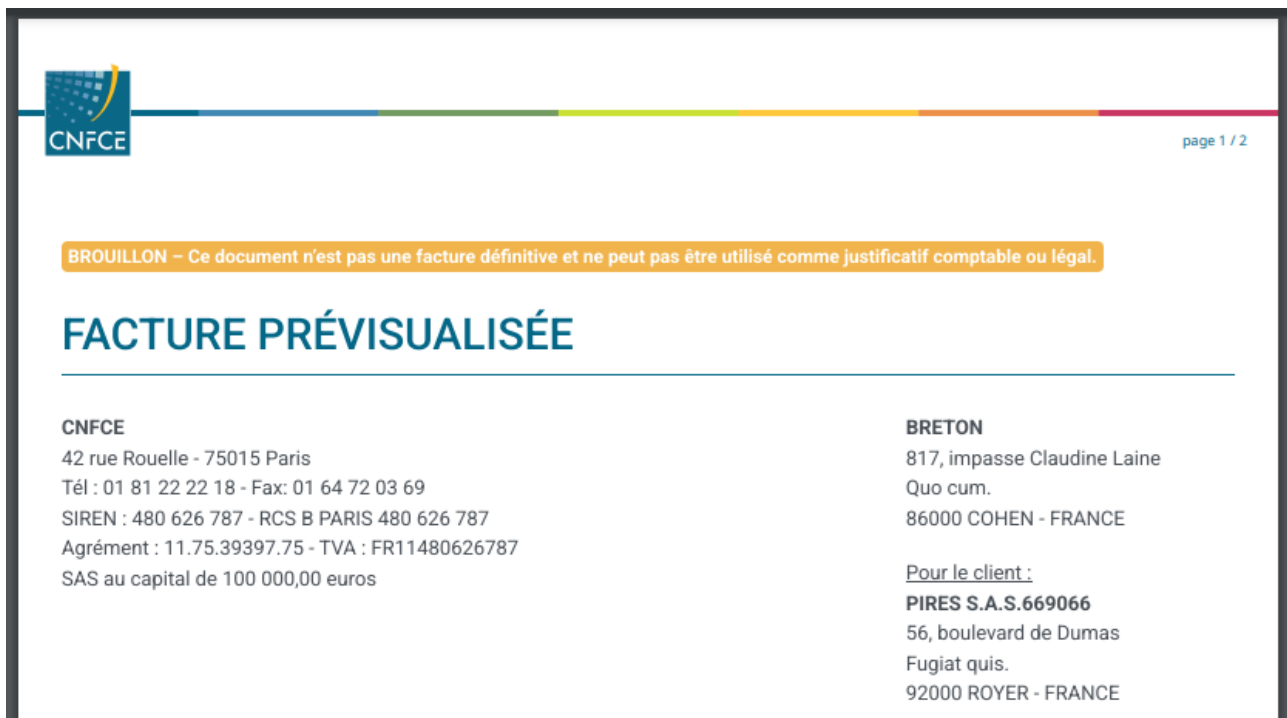 CNFCE
page 1 / 2
BROUILLON – Ce document n'est pas une facture définitive et ne peut pas être utilisé comme justificatif comptable ou légal.
FACTURE PRÉVISUALISÉE
CNFCE
42 rue Rouelle - 75015 Paris
Tél : 01 81 22 22 18 - Fax: 01 64 72 03 69
SIREN : 480 626 787 - RCS B PARIS 480 626 787
Agrément : 11.75.39397.75 - TVA : FR11480626787
SAS au capital de 100 000,00 euros
BRETON
817, impasse Claudine Laine
Quo cum.
86000 COHEN - FRANCE
Pour le client :
PIRES S.A.S.669066
56, boulevard de Dumas
Fugiat quis.
92000 ROYER - FRANCE